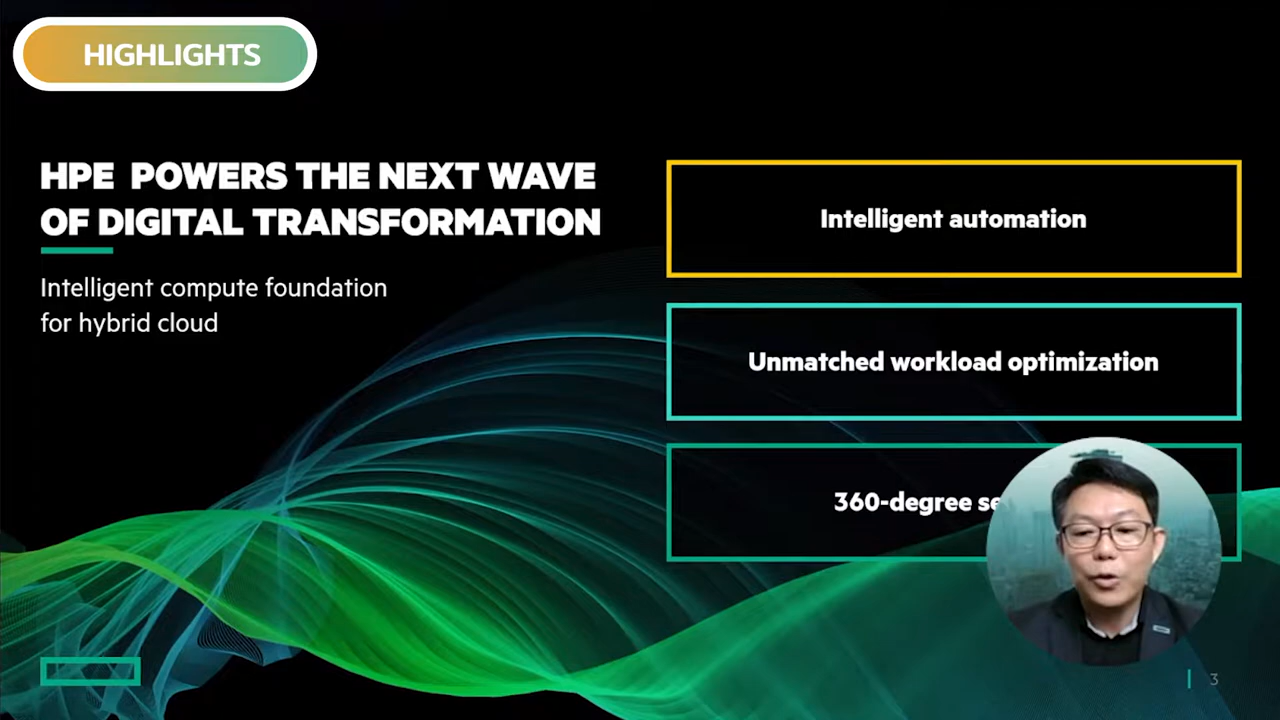 HIGHLIGHTS
HPE POWERS THE NEXT WAVE
OF DIGITAL TRANSFORMATION
Intelligent compute foundation
for hybrid cloud
Intelligent automation
Unmatched workload optimization
360-degree
3